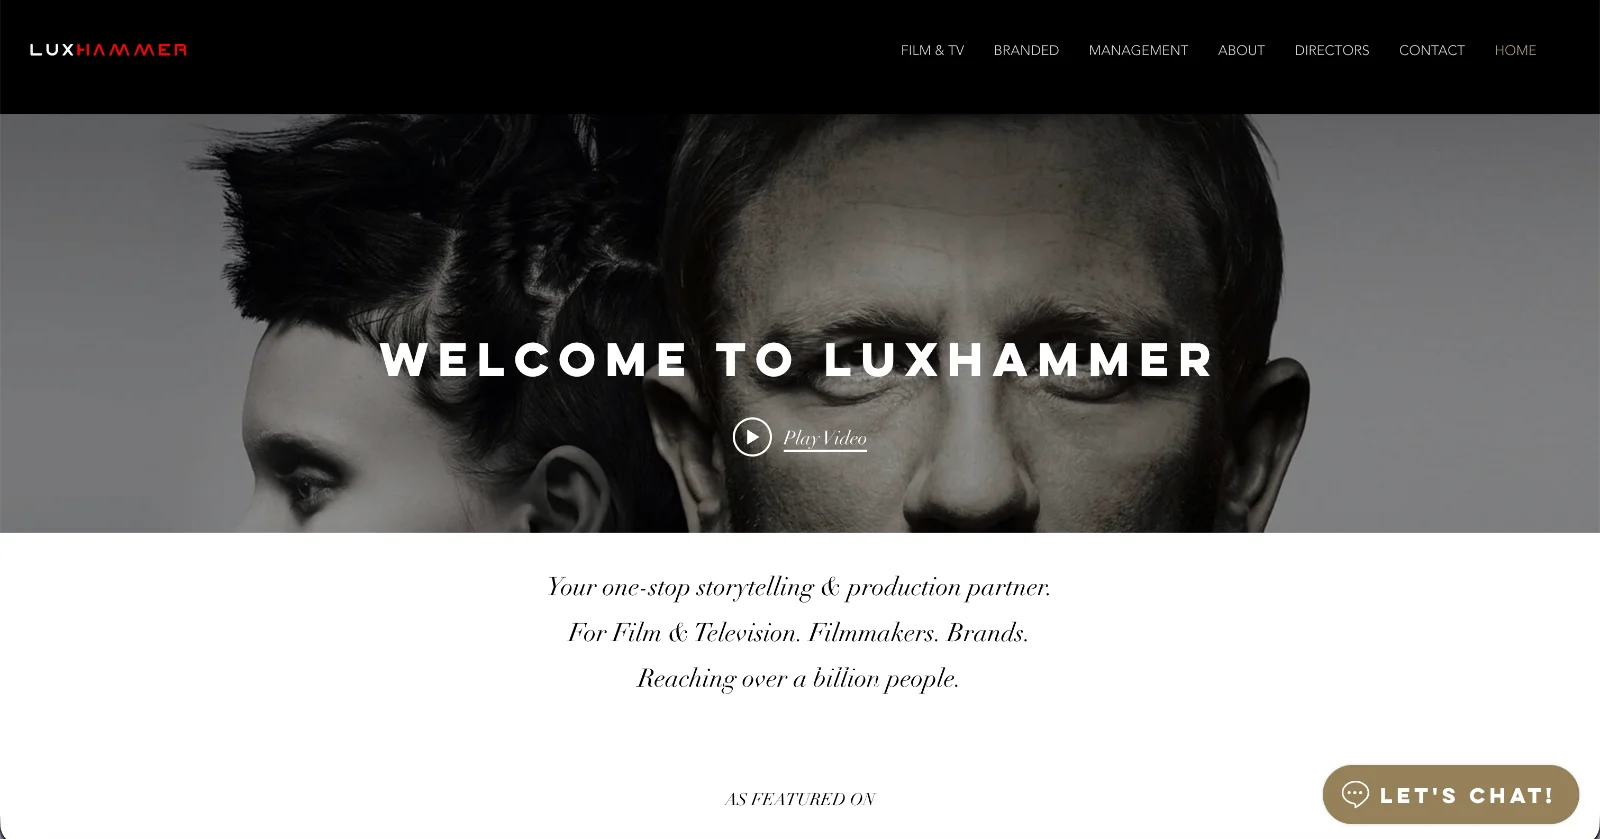 LUXHAMMER
FILM & TV BRANDED MANAGEMENT ABOUT DIRECTORS CONTACT HOME
WELCOME TO LUXHAMMER
Play Video
Your one-stop storytelling & production partner.
For Film & Television. Filmmakers. Brands.
Reaching over a billion people.
AS FEATURED ON
LET'S CHAT!